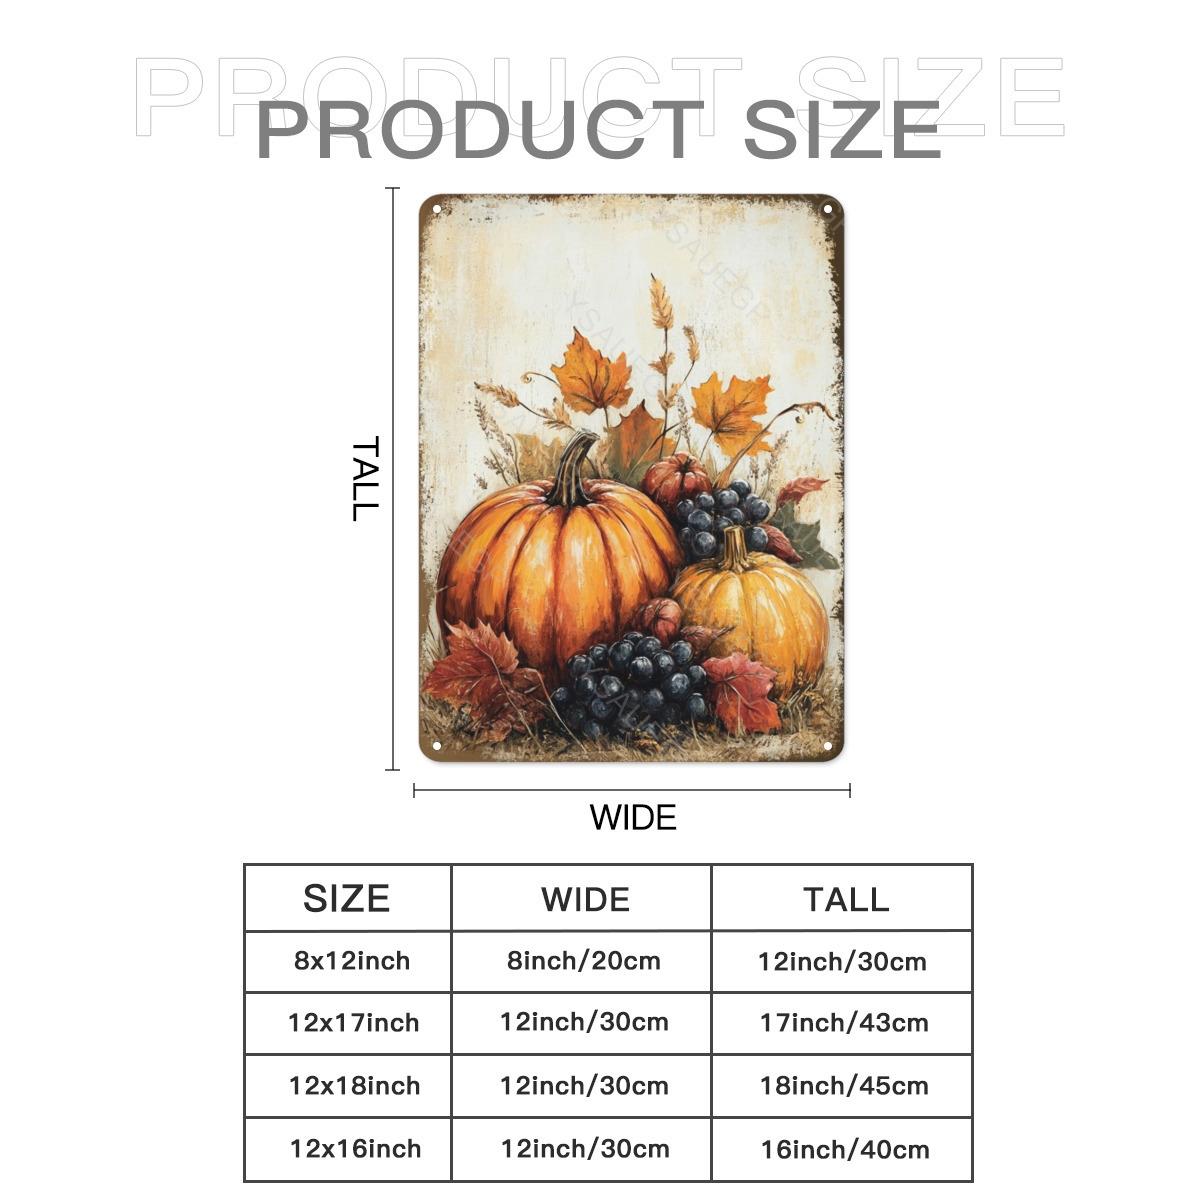 PRODUCT SIZE
PRODUCT SIZE
XSAUEGR
TALL
WIDE
SIZE WIDE TALL
8x12inch 8inch/20cm 12inch/30cm
12x17inch 12inch/30cm 17inch/43cm
12x18inch 12inch/30cm 18inch/45cm
12x16inch 12inch/30cm 16inch/40cm